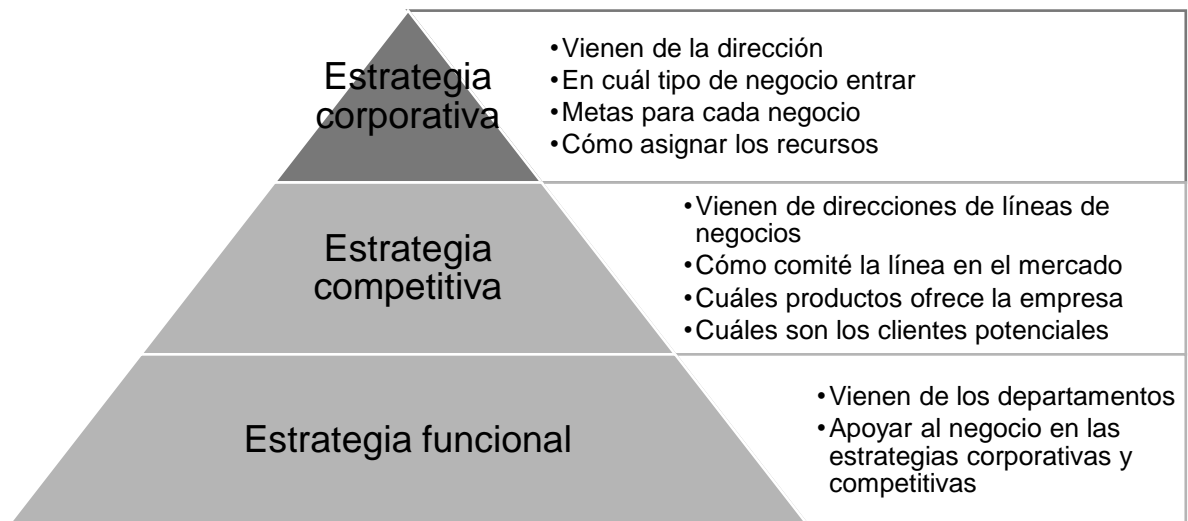 Estrategia
corporativa
•Vienen de la dirección
•En cuál tipo de negocio entrar
•Metas para cada negocio
•Cómo asignar los recursos
Estrategia
competitiva
•Vienen de direcciones de líneas de
negocios
•Cómo comité la línea en el mercado
•Cuáles productos ofrece la empresa
•Cuáles son los clientes potenciales
Estrategia funcional
•Vienen de los departamentos
•Apoyar al negocio en las
estrategias corporativas y
competitivas